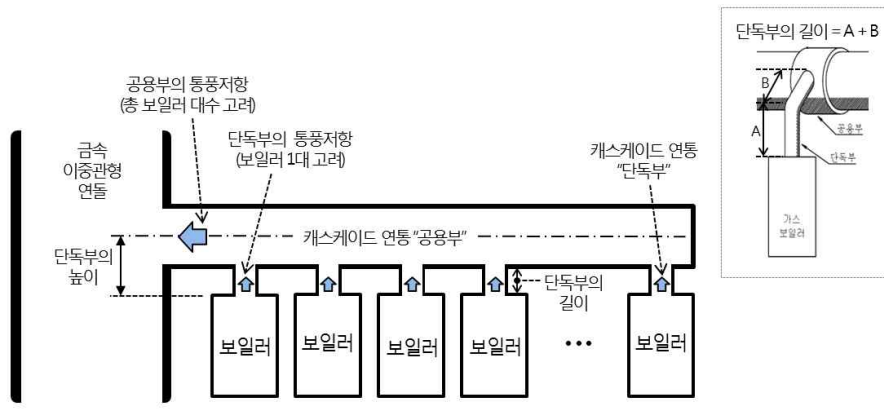 단독부의 길이 = A + B
B
A
공용부
단독부
가스
보일러
공용부의 통풍저항
(총 보일러 대수 고려)
단독부의 통풍저항
(보일러 1대 고려)
캐스케이드 연통
"단독부"
금속
이중관형
연돌
캐스케이드 연통 "공용부"
단독부의
높이
단독부의
길이
보일러
보일러
보일러
보일러
•••
보일러